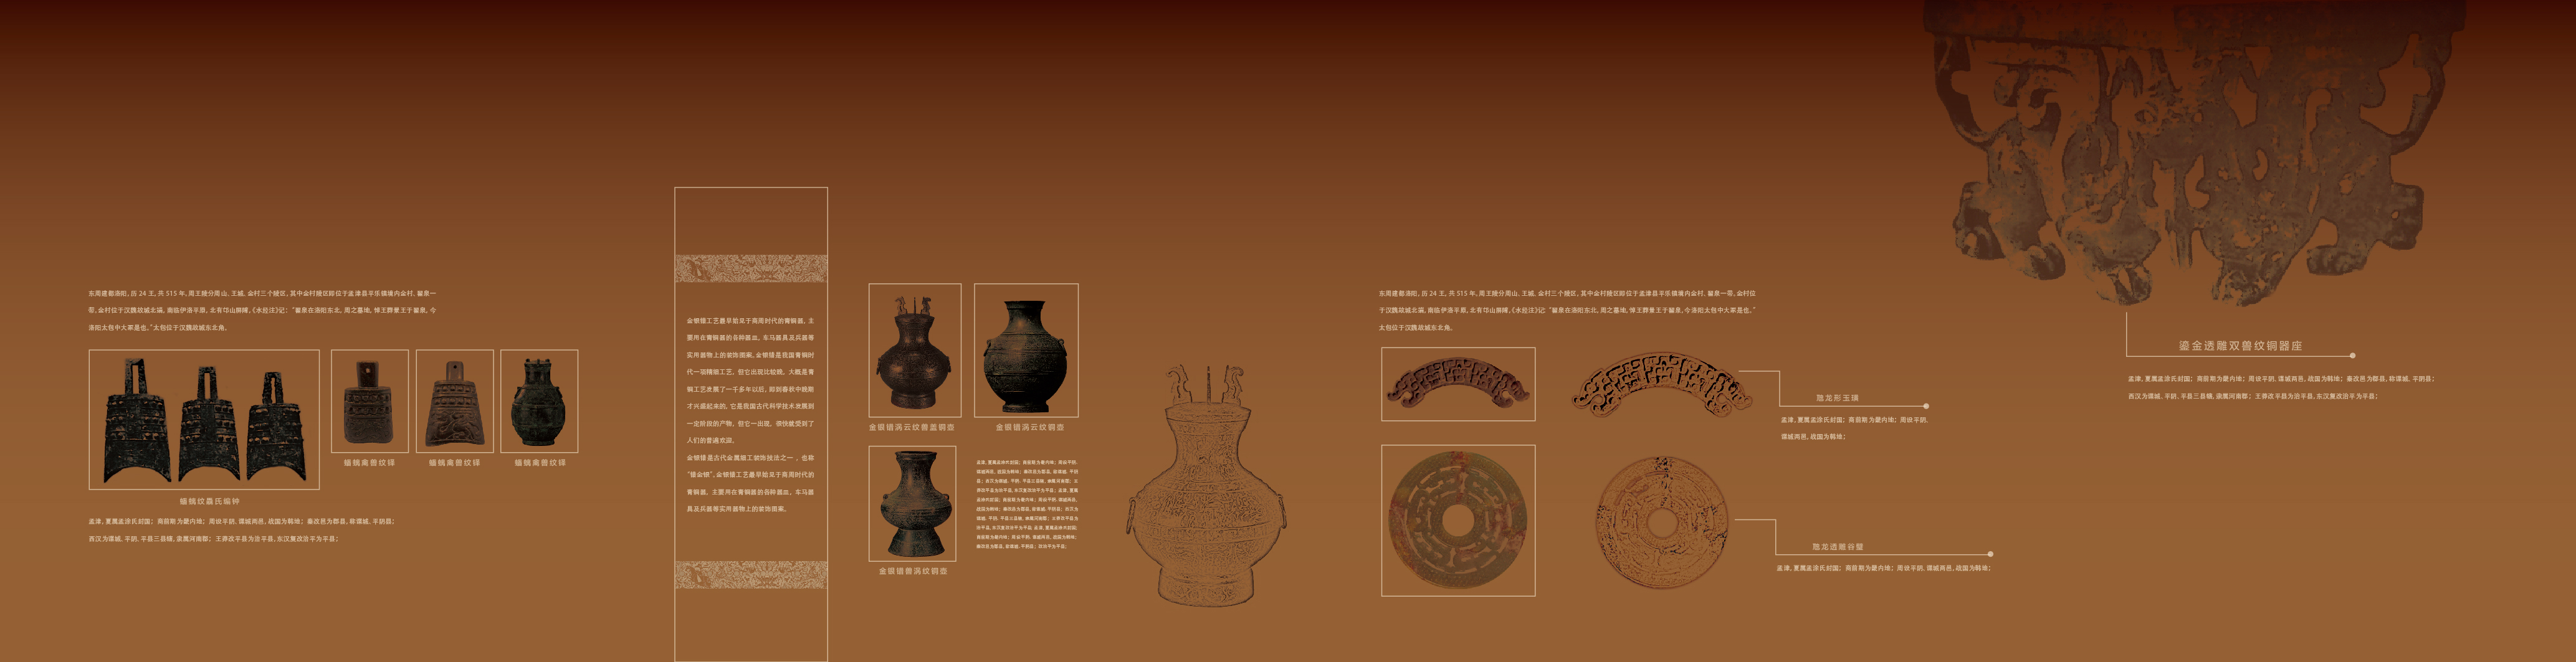 东周建都洛阳，历 24 王，共 515 年，周王陵分周山、王城、金村三个陵区，其中金村陵区即位于孟津县平乐镇境内金村、翟泉一
带，金村位于汉魏故城北端，南临伊洛平原，北有邙山横障，《水经注》记：“翟泉在洛阳东北，周之墓地，悼王葬景王于翟泉，今
洛阳太仓中大冢是也。”太包位于汉魏故城东北角。
蟠螭纹骉氏编钟
蟠螭禽兽纹铎
蟠螭禽兽纹铎
蟠螭禽兽纹铎
孟津，夏属孟涂氏封国；商前期为畿内地；周设平阴、谓城两邑，战国为韩地；秦改邑为郡县，称谓城、平阴县；
西汉为谓城、平阴、平县三县辖，隶属河南郡；王莽改平县为治平县，东汉复改治平为平县；
金银错工艺最早始见于商周时代的青铜器，主
要用在青铜器的各种器皿，车马器具及兵器等
实用器物上的装饰图案。金银错是我国青铜时
代一项精细工艺，但它出现比较晚，大概是青
铜工艺发展了一千多年以后，即到春秋中晚期
才兴盛起来的，它是我国古代科学技术发展到
一定阶段的产物，但它一出现，很快就受到了
人们的普遍欢迎。
金银错是古代金属细工装饰技法之一，也称
“错金银”。金银错工艺最早始见于商周时代的
青铜器，主要用在青铜器的各种器皿，车马器
具及兵器等实用器物上的装饰图案。
金银错涡云纹兽盖铜壶
金银错涡云纹铜壶
金银错兽涡纹铜壶
东周建都洛阳，历 24 王，共 515 年，周王陵分周山、王城、金村三个陵区，其中金村陵区即位于孟津县平乐镇境内金村、翟泉一带，金村位
于汉魏故城北端，南临伊洛平原，北有邙山横障，《水经注》记：“翟泉在洛阳东北，周之墓地，悼王葬景王于翟泉，今洛阳太仓中大冢是也。”
太包位于汉魏故城东北角。
雕龙形玉璜
孟津，夏属孟涂氏封国；商前期为畿内地；周设平阴、
谓城两邑，战国为韩地；
雕龙透雕谷璧
孟津，夏属孟涂氏封国；商前期为畿内地；周设平阴、谓城两邑，战国为韩地；
鎏金透雕双兽纹铜器座
孟津，夏属孟涂氏封国；商前期为畿内地；周设平阴、谓城两邑，战国为韩地；秦改邑为郡县，称谓城、平阴县；
西汉为谓城、平阴、平县三县辖，隶属河南郡；王莽改平县为治平县，东汉复改治平为平县；